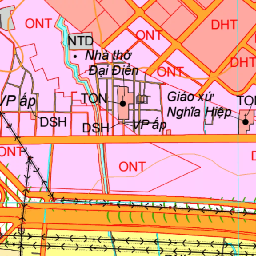 ONT
DHT
NTD
ONT
Nhà thờ
Đại Điền
DHT
ONT
VP ấp
TON
Giáo xứ
Nghĩa Hiệp
DSH
DSH
VP ấp
ONT
ONT